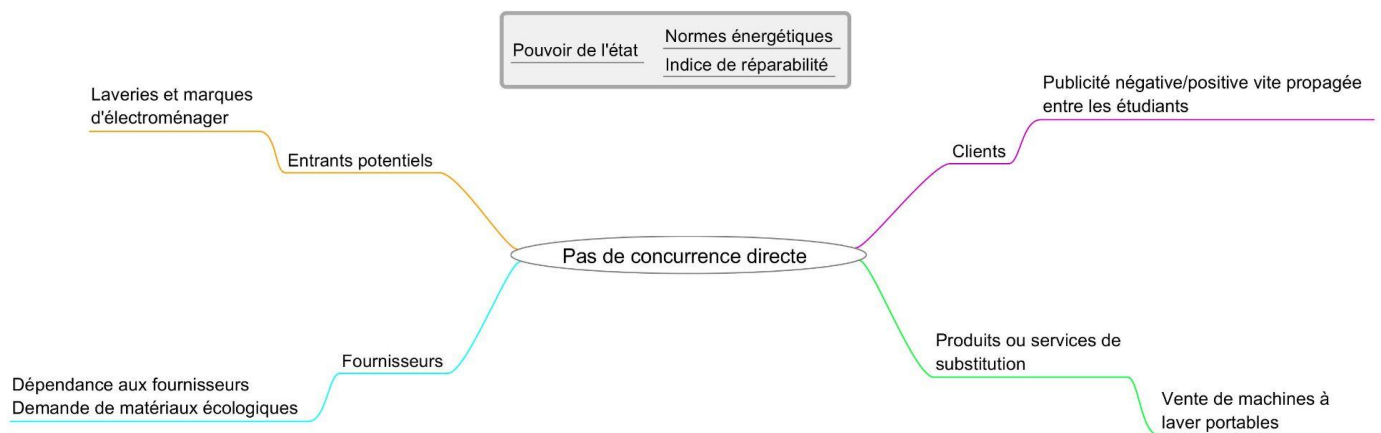 Pouvoir de l'état
Normes énergétiques
Indice de réparabilité
Laveries et marques
d'électroménager
Entrants potentiels
Publicité négative/positive vite propagée
entre les étudiants
Clients
Pas de concurrence directe
Fournisseurs
Dépendance aux fournisseurs
Demande de matériaux écologiques
Produits ou services de
substitution
Vente de machines à
laver portables